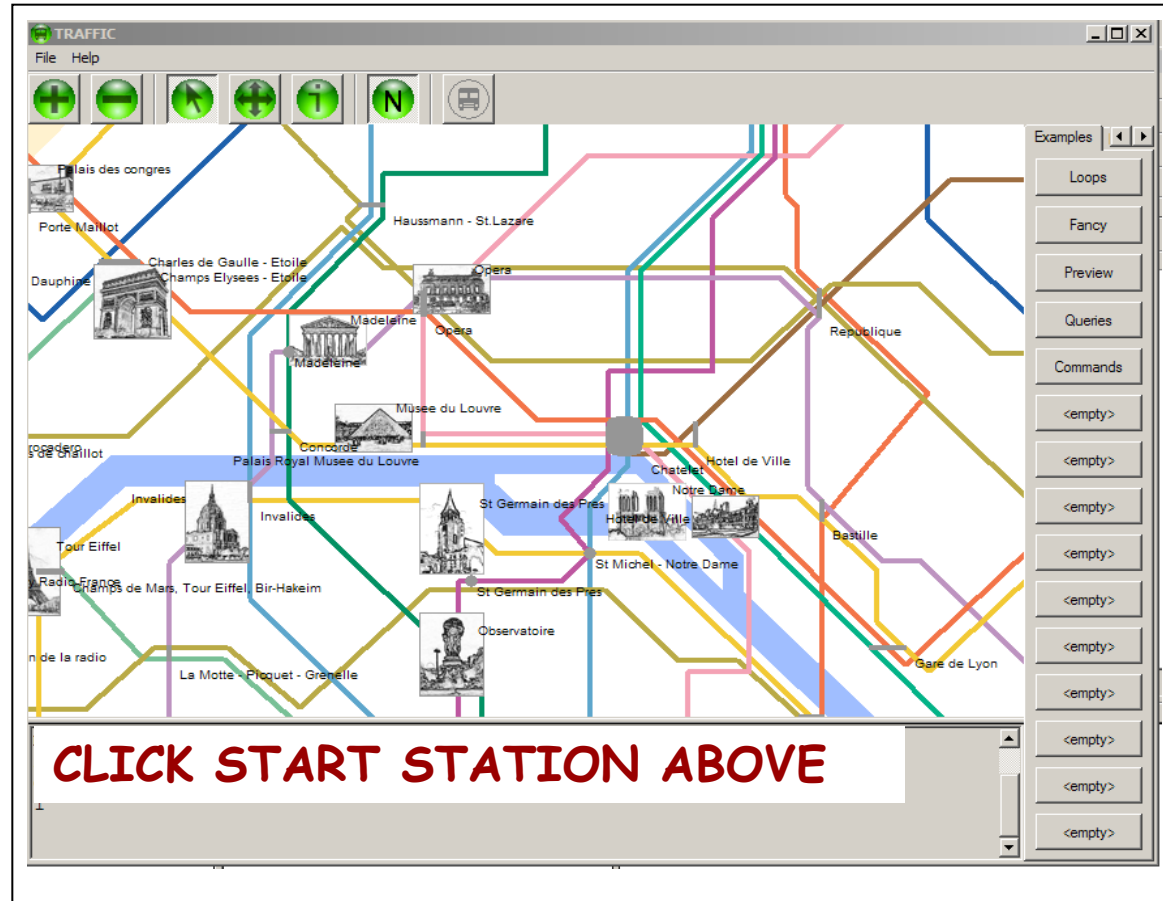 TRAFFIC
File Help
N
Examples
Loops
Fancy
Preview
Queries
Commands
<empty>
<empty>
<empty>
<empty>
<empty>
<empty>
<empty>
<empty>
<empty>
<empty>
Palais des congres
Porte Maillot
Haussmann - St.Lazare
Charles de Gaulle - Etoile
Dauphine
Champs Elysees - Etoile
Opera
Madeleine
Opera
Republique
Madeleine
Musee du Louvre
Concorde
Palais Royal Musee du Louvre
Hotel de Ville
Chatelet
Invalides
St Germain des Pres
Notre Dame
Invalides
Hotel de Ville
Bastille
Tour Eiffel
St Michel - Notre Dame
y Radio France
Champs de Mars, Tour Eiffel, Bir-Hakeim
St Germain des Pres
Observatoire
n de la radio
La Motte - Picquet - Grenelle
Gare de Lyon
CLICK START STATION ABOVE